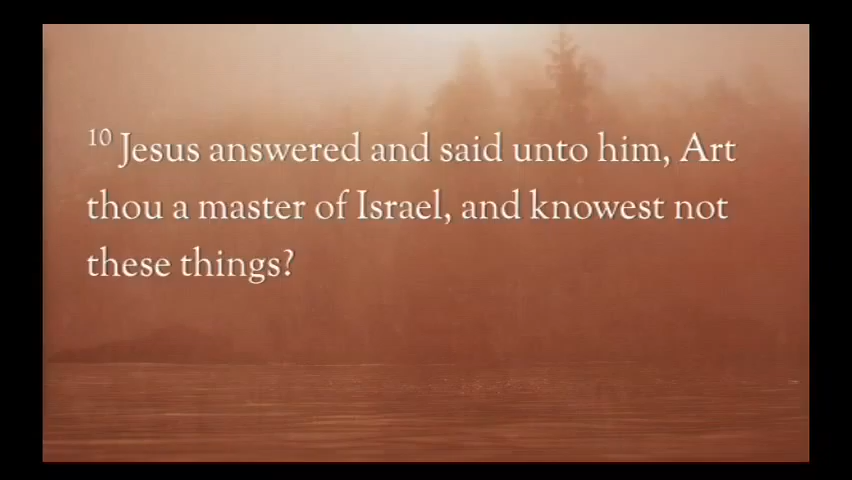 10 Jesus answered and said unto him, Art
thou a master of Israel, and knowest not
these things?